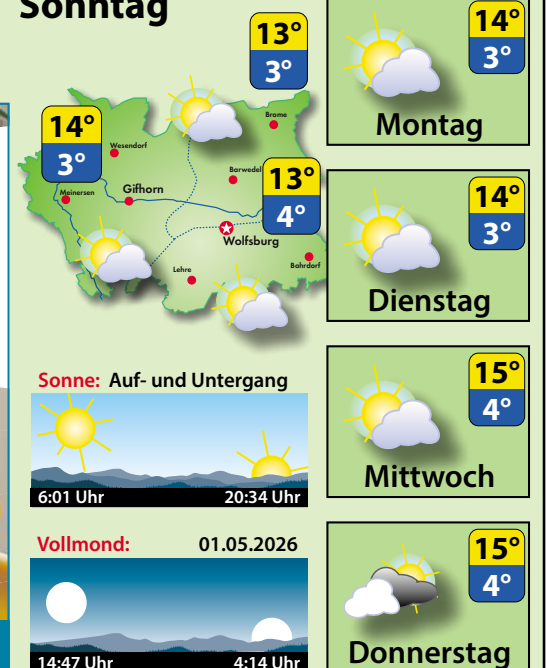 Sonntag
13°
3°
14°
3°
13°
4°
Brome
Wesendorf
Barwedel
Meinersen
Gifhorn
Wolfsburg
Bahrdorf
Lehre
Sonne: Auf- und Untergang
6:01 Uhr 20:34 Uhr
Vollmond: 01.05.2026
14:47 Uhr 4:14 Uhr
14°
3°
Montag
14°
3°
Dienstag
15°
4°
Mittwoch
15°
4°
Donnerstag